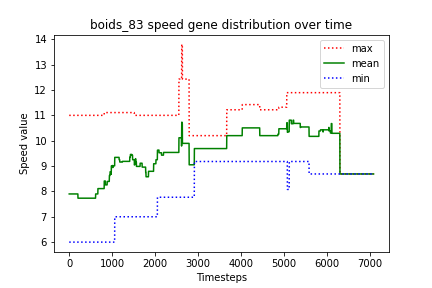 boids_83 speed gene distribution over time
max
mean
min
Speed value
14
13
12
11
10
9
8
7
6
0 1000 2000 3000 4000 5000 6000 7000
Timesteps